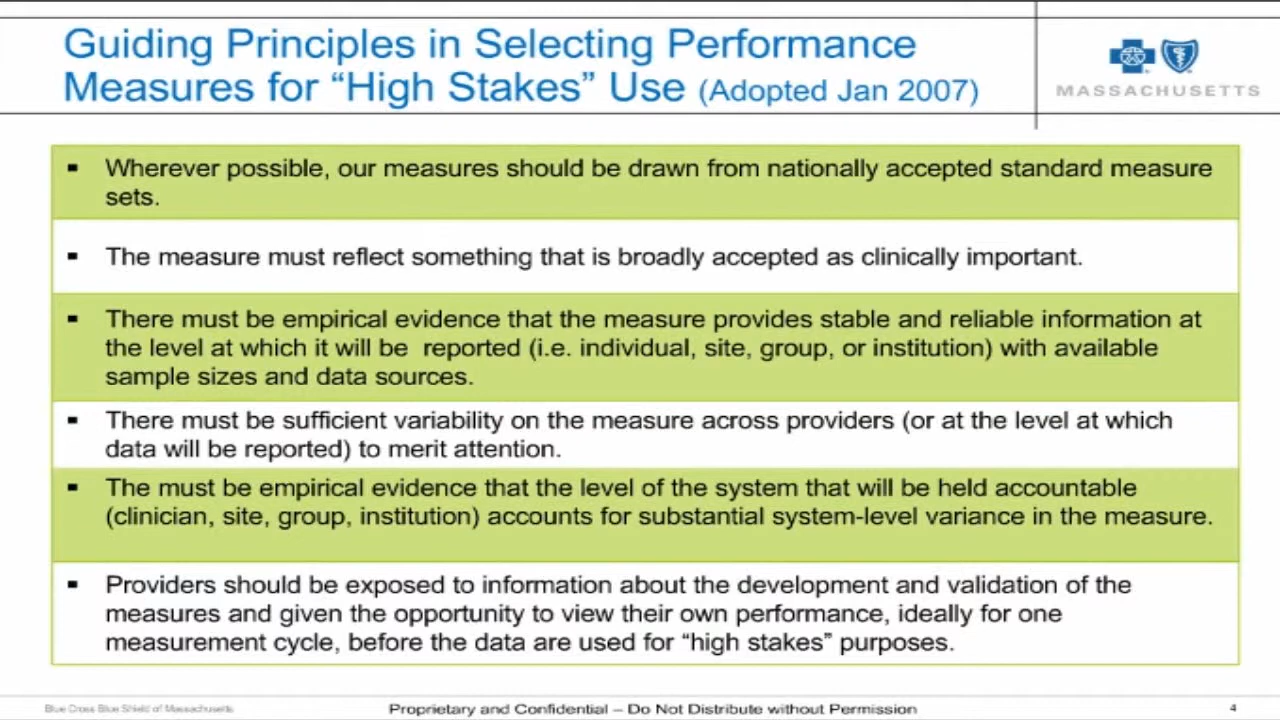 Guiding Principles in Selecting Performance
Measures for “High Stakes” Use (Adopted Jan 2007)
MASSACHUSETTS
▪ Wherever possible, our measures should be drawn from nationally accepted standard measure
sets.
▪ The measure must reflect something that is broadly accepted as clinically important.
▪ There must be empirical evidence that the measure provides stable and reliable information at
the level at which it will be reported (i.e. individual, site, group, or institution) with available
sample sizes and data sources.
▪ There must be sufficient variability on the measure across providers (or at the level at which
data will be reported) to merit attention.
▪ The must be empirical evidence that the level of the system that will be held accountable
(clinician, site, group, institution) accounts for substantial system-level variance in the measure.
▪ Providers should be exposed to information about the development and validation of the
measures and given the opportunity to view their own performance, ideally for one
measurement cycle, before the data are used for “high stakes” purposes.
Blue Cross Blue Shield of Massachusetts
Proprietary and Confidential – Do Not Distribute without Permission
4